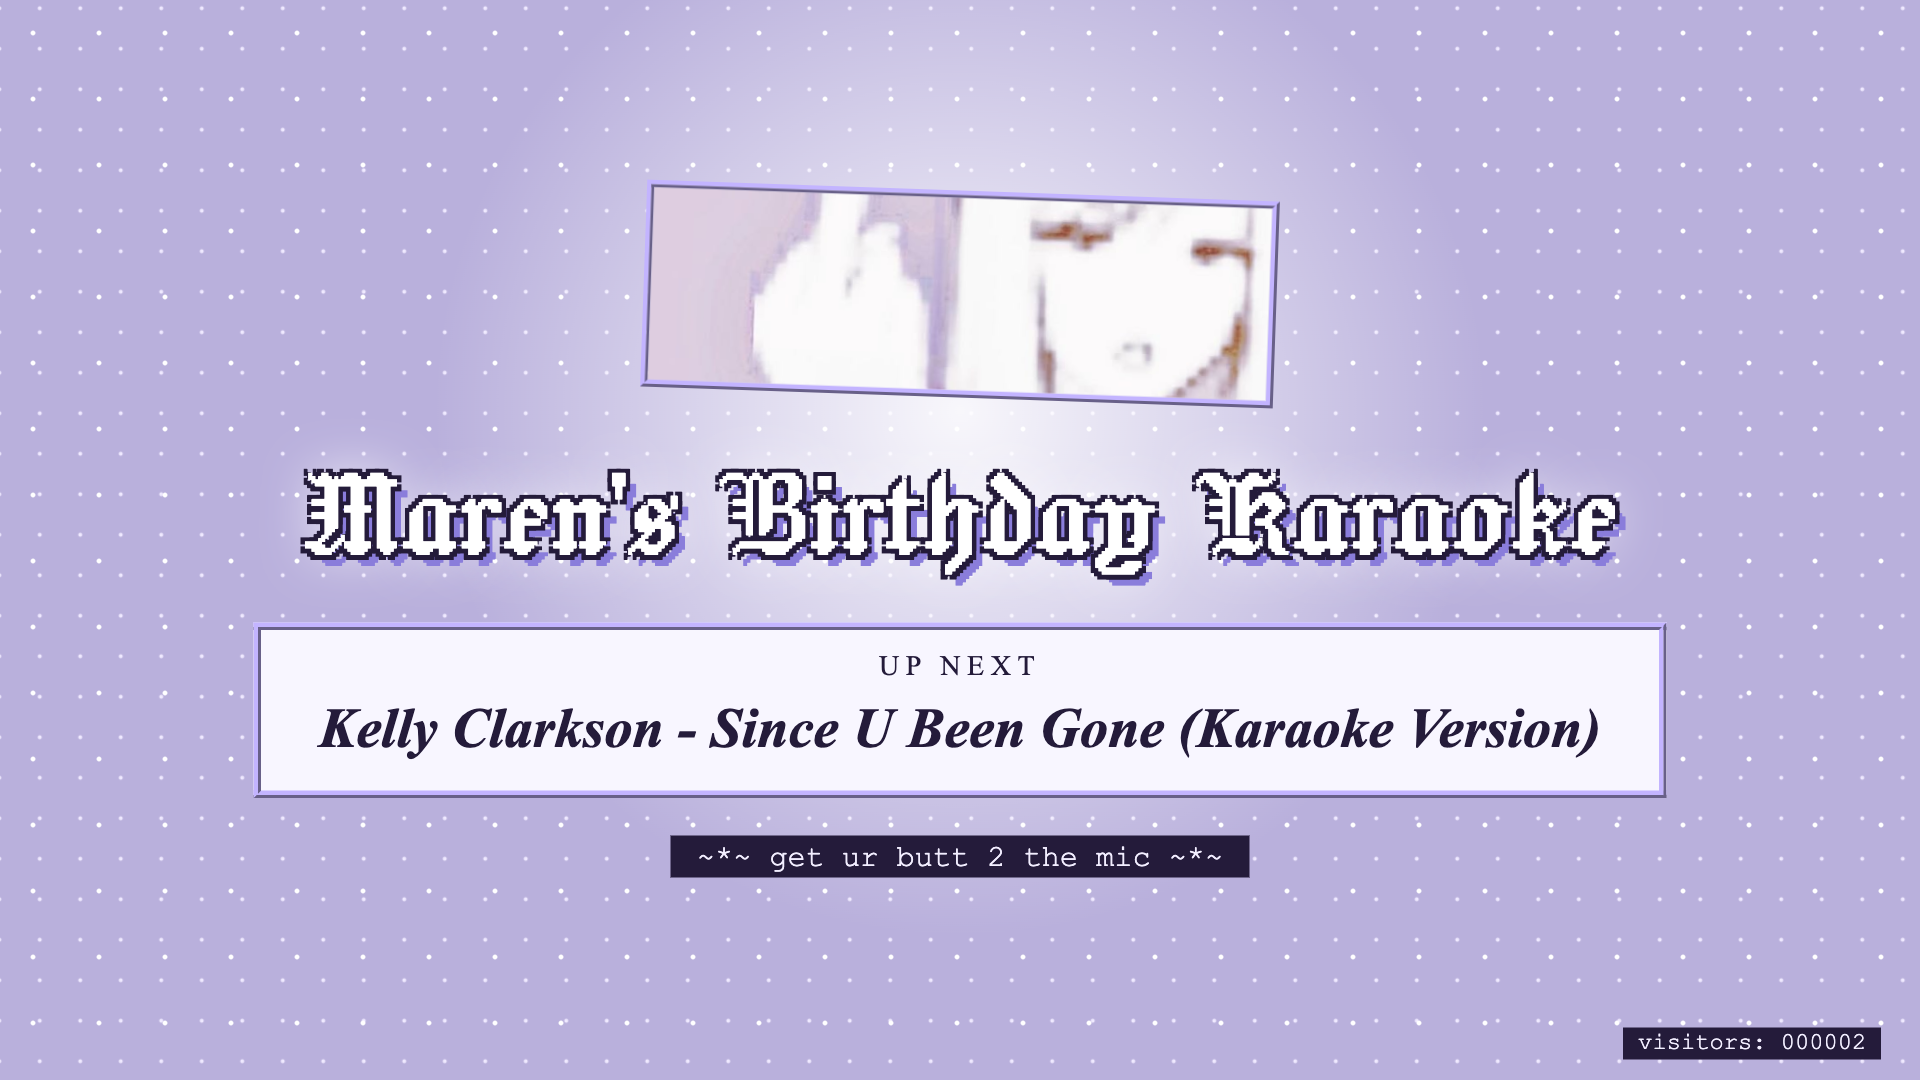 Maren's Birthday Karaoke
UP NEXT
Kelly Clarkson - Since U Been Gone (Karaoke Version)
~*~ get ur butt 2 the mic ~*~
visitors: 000002